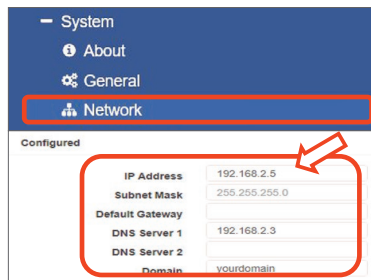 System
About
General
Network
Configured
IP Address 192.168.2.5
Subnet Mask 255.255.255.0
Default Gateway
DNS Server 1 192.168.2.3
DNS Server 2
Domain yourdomain